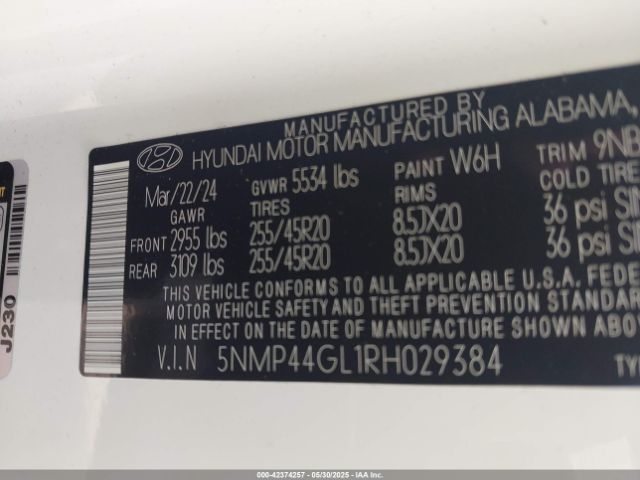 MANUFACTURED BY
HYUNDAI MOTOR MANUFACTURING ALABAMA,
Mar/22/24 GVWR 5534 lbs PAINT W6H TRIM 9NB
GAWR TIRES RIMS COLD TIRE
FRONT 2955 lbs 255/45R20 8.5JX20 36 psi
REAR 3109 lbs 255/45R20 8.5JX20 36 psi
THIS VEHICLE CONFORMS TO ALL APPLICABLE U.S.A. FEDE
MOTOR VEHICLE SAFETY AND THEFT PREVENTION STANDARD
IN EFFECT ON THE DATE OF MANUFACTURE SHOWN ABOV
V.I.N 5NMP44GL1RH029384 TYP
J230
000-42374257 - 05/30/2025 - IAA Inc.